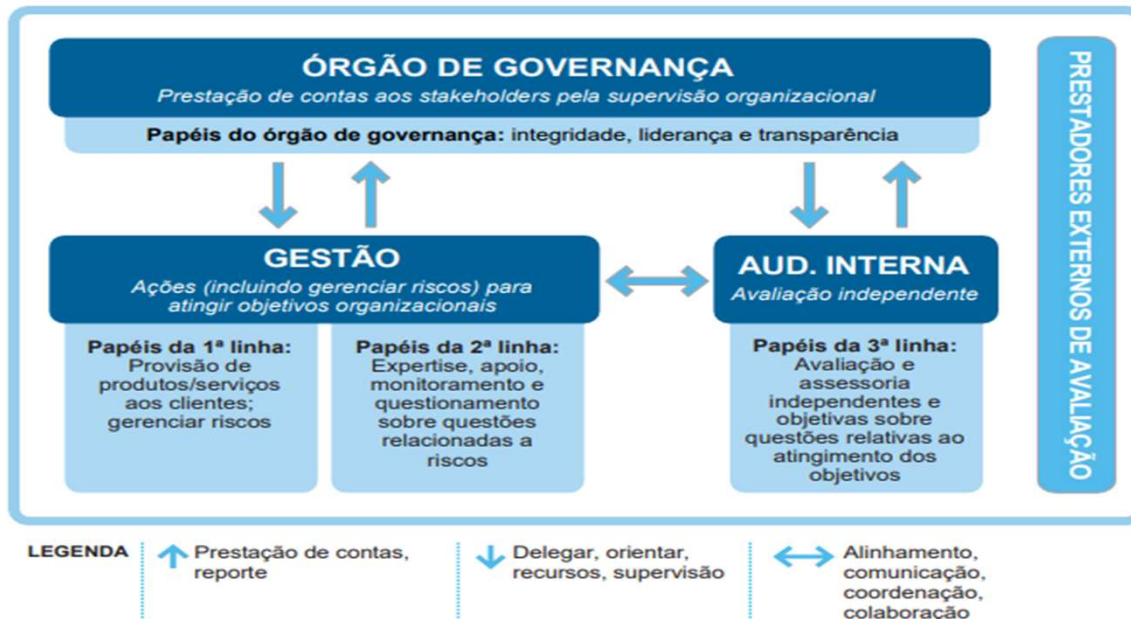 ÓRGÃO DE GOVERNANÇA
Prestação de contas aos stakeholders pela supervisão organizacional
Papéis do órgão de governança: integridade, liderança e transparência
GESTÃO
Ações (incluindo gerenciar riscos) para
atingir objetivos organizacionais
Papéis da 1ª linha:
Provisão de
produtos/serviços
aos clientes;
gerenciar riscos
Papéis da 2ª linha:
Expertise, apoio,
monitoramento e
questionamento
sobre questões
relacionadas a
riscos
AUD. INTERNA
Avaliação independente
Papéis da 3ª linha:
Avaliação e
assessoria
independentes e
objetivas sobre
questões relativas ao
atingimento dos
objetivos
PRESTADORES EXTERNOS DE AVALIAÇÃO
LEGENDA
Prestação de contas,
reporte
Delegar, orientar,
recursos, supervisão
Alinhamento,
comunicação,
coordenação,
colaboração